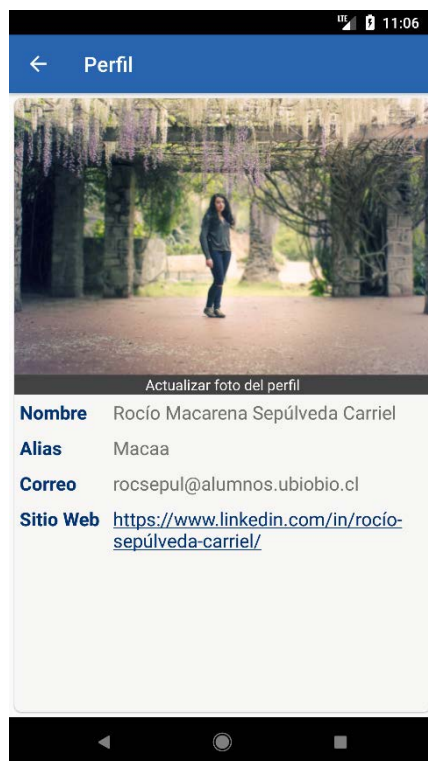 LTE 11:06
Perfil
Actualizar foto del perfil
Nombre Rocío Macarena Sepúlveda Carriel
Alias Macaa
Correo rocsepul@alumnos.ubiobio.cl
Sitio Web https://www.linkedin.com/in/rocío-
sepúlveda-carriel/